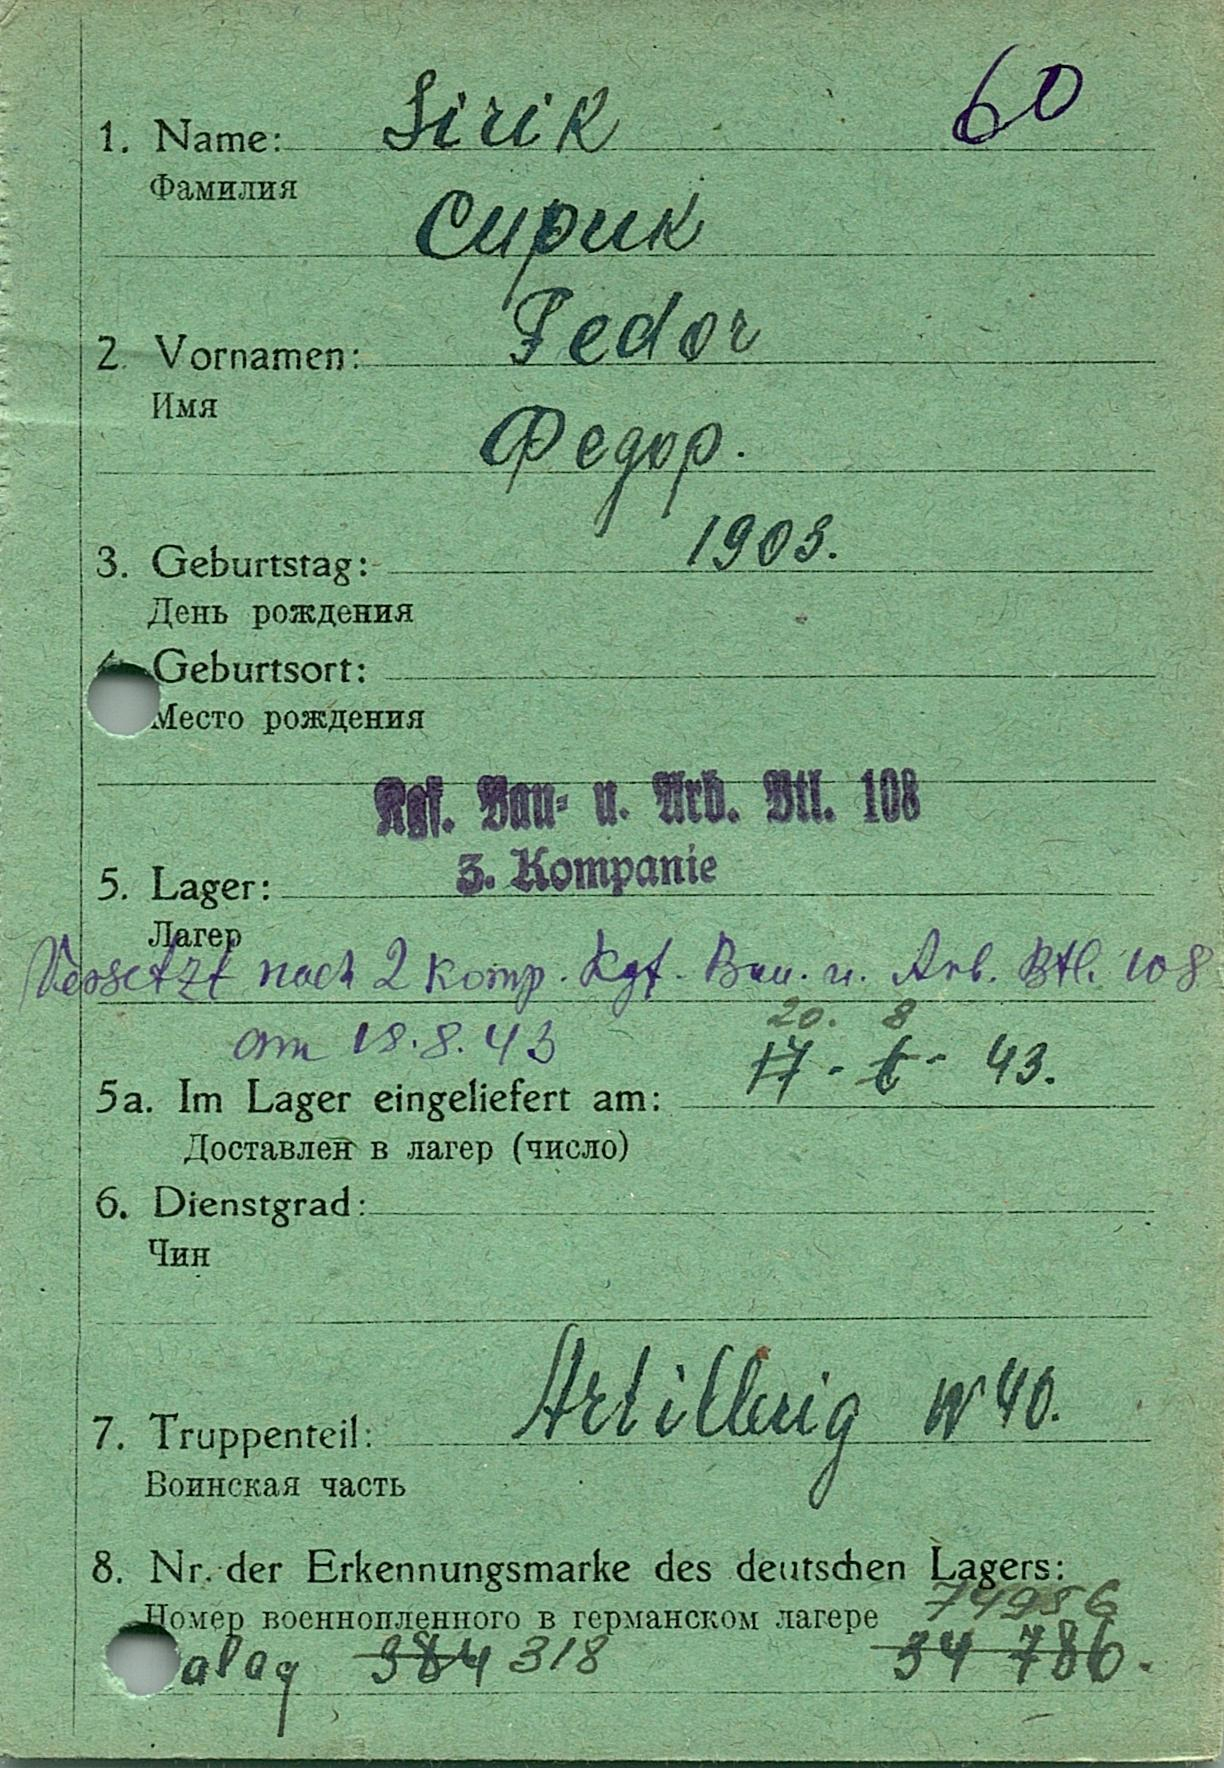 60
1. Name: Sirik
Фамилия
Сирик
2. Vornamen: Fedor
Имя
Федор.
3. Geburtstag: 1903.
День рождения
4. Geburtsort:
Место рождения
Kgf. Bau- u. Arb. Btl. 108
3. Kompanie
5. Lager:
Лагер
Versetzt nach 2 Komp. Kgf. Bau. u. Arb. Btl. 108
am 18.8.43
20. 8
5a. Im Lager eingeliefert am: 17 - 6 - 43.
Доставлен в лагер (число)
6. Dienstgrad:
Чин
7. Truppenteil: Artillerig N 40.
Воинская часть
8. Nr. der Erkennungsmarke des deutschen Lagers:
Номер военнопленного в германском лагере 74956
alag 384 318 34 786.